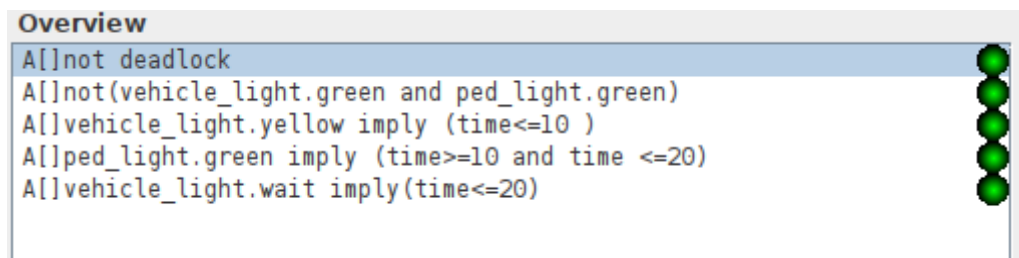 Overview
A[]not deadlock
A[]not(vehicle_light.green and ped_light.green)
A[]vehicle_light.yellow imply (time<=10 )
A[]ped_light.green imply (time>=10 and time <=20)
A[]vehicle_light.wait imply(time<=20)